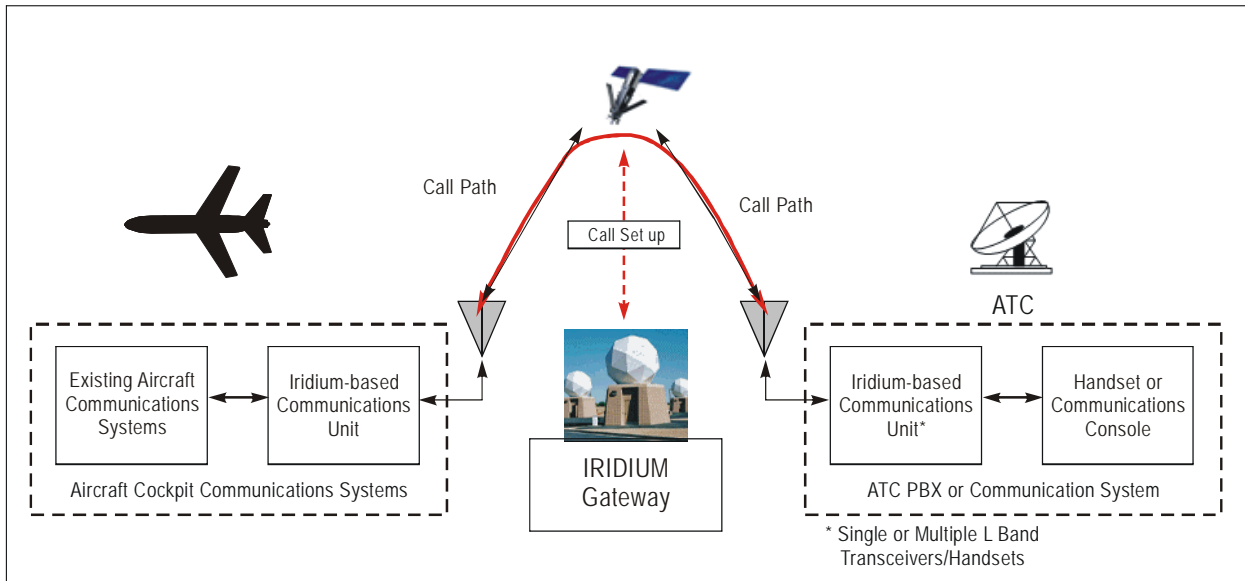 Call Path
Call Path
Call Set up
ATC
Existing Aircraft
Communications
Systems
Iridium-based
Communications
Unit
Aircraft Cockpit Communications Systems
IRIDIUM
Gateway
Iridium-based
Communications
Unit*
Handset or
Communications
Console
ATC PBX or Communication System
* Single or Multiple L Band
Transceivers/Handsets